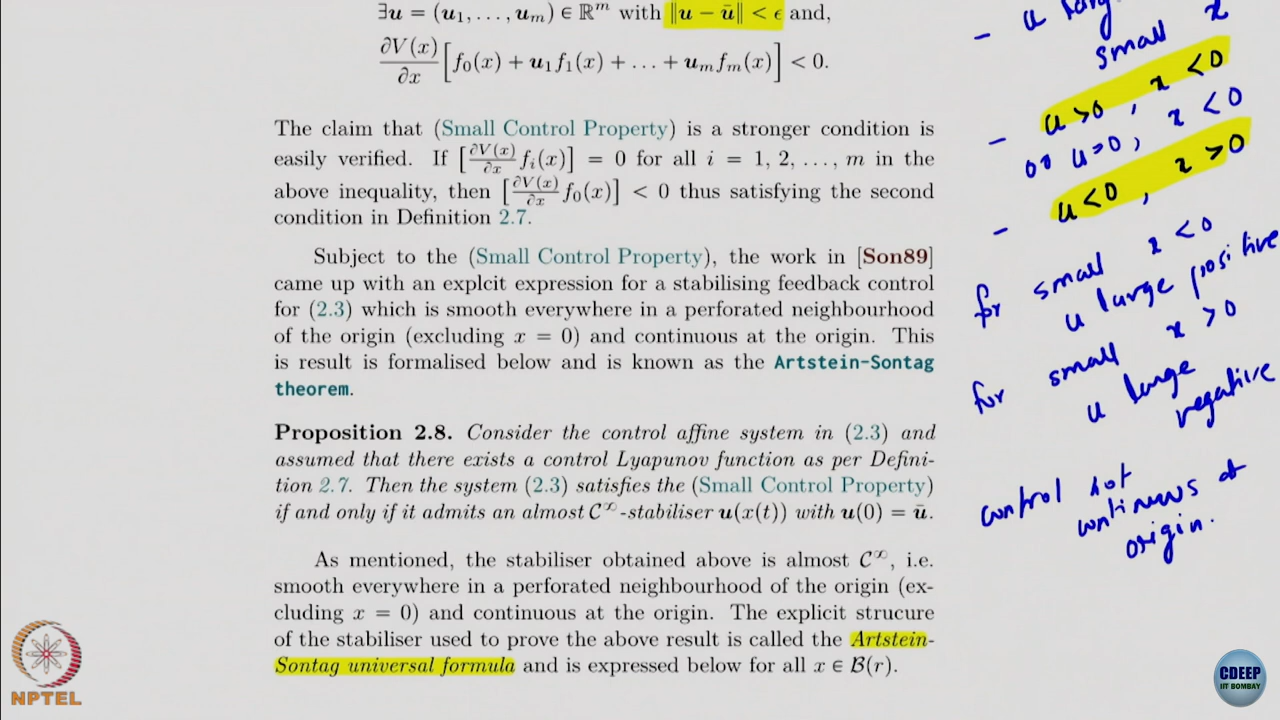 ∃u = (u₁, . . . , uₘ) ∈ ℝᵐ with ‖u − ū‖ < ϵ and,
∂V(x)/∂x [f₀(x) + u₁f₁(x) + . . . + uₘfₘ(x)] < 0.
The claim that (Small Control Property) is a stronger condition is
easily verified. If [∂V(x)/∂x fᵢ(x)] = 0 for all i = 1, 2, . . . , m in the
above inequality, then [∂V(x)/∂x f₀(x)] < 0 thus satisfying the second
condition in Definition 2.7.
Subject to the (Small Control Property), the work in [Son89]
came up with an explcit expression for a stabilising feedback control
for (2.3) which is smooth everywhere in a perforated neighbourhood
of the origin (excluding x = 0) and continuous at the origin. This
is result is formalised below and is known as the Artstein-Sontag
theorem.
Proposition 2.8. Consider the control affine system in (2.3) and
assumed that there exists a control Lyapunov function as per Defini-
tion 2.7. Then the system (2.3) satisfies the (Small Control Property)
if and only if it admits an almost C∞-stabiliser u(x(t)) with u(0) = ū.
As mentioned, the stabiliser obtained above is almost C∞, i.e.
smooth everywhere in a perforated neighbourhood of the origin (ex-
cluding x = 0) and continuous at the origin. The explicit strucure
of the stabiliser used to prove the above result is called the Artstein-
Sontag universal formula and is expressed below for all x ∈ B(r).
- u
small x
- u>0 , x <0
or u>0, x <0
- u<0 , x >0
for small x <0
u large positive
for small x >0
u large
negative
control not
continuous at
origin.
NPTEL
CDEEP
IIT BOMBAY